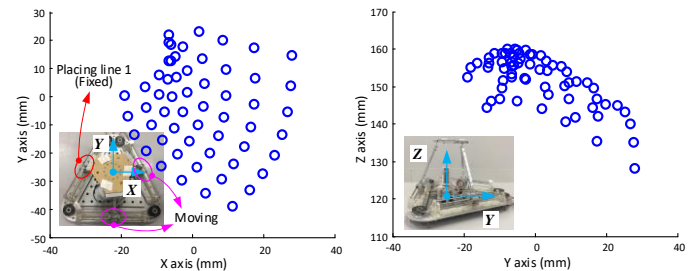 30
20
10
0
-10
-20
-30
-40
-50
Y axis (mm)
Placing line 1
(Fixed)
Y
X
Moving
-40
-20
0
20
40
X axis (mm)
170
160
150
140
130
120
110
Z axis (mm)
Z
Y
-40
-20
0
20
40
Y axis (mm)